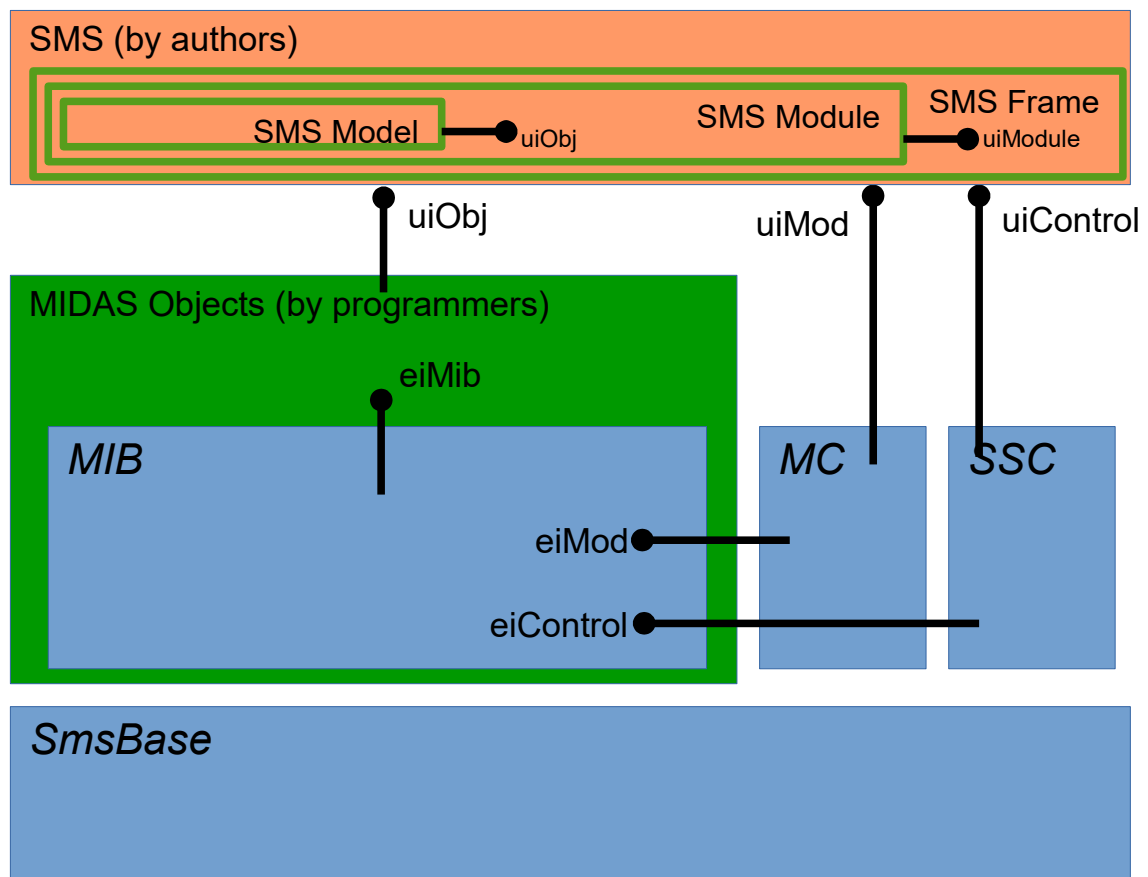 SMS (by authors)
SMS Frame
SMS Module
SMS Model
uiObj
uiModule
uiObj
uiMod
uiControl
MIDAS Objects (by programmers)
eiMib
MIB
MC
SSC
eiMod
eiControl
SmsBase